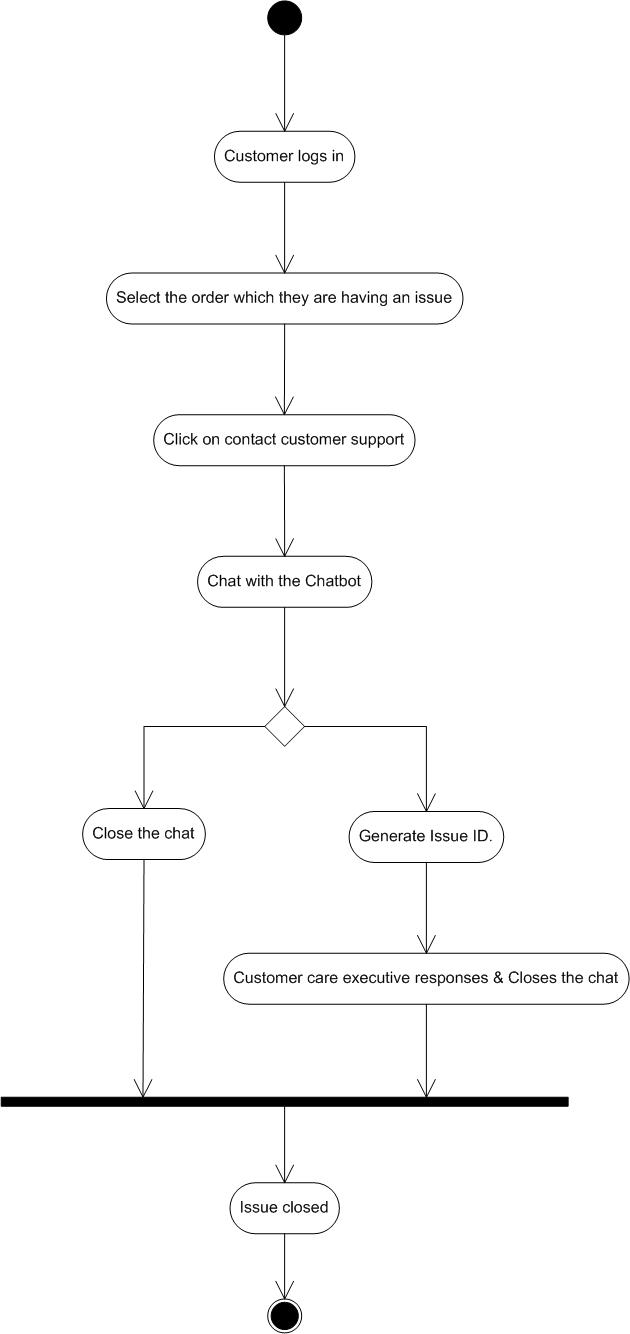 Customer logs in
Select the order which they are having an issue
Click on contact customer support
Chat with the Chatbot
Close the chat
Generate Issue ID.
Customer care executive responses & Closes the chat
Issue closed